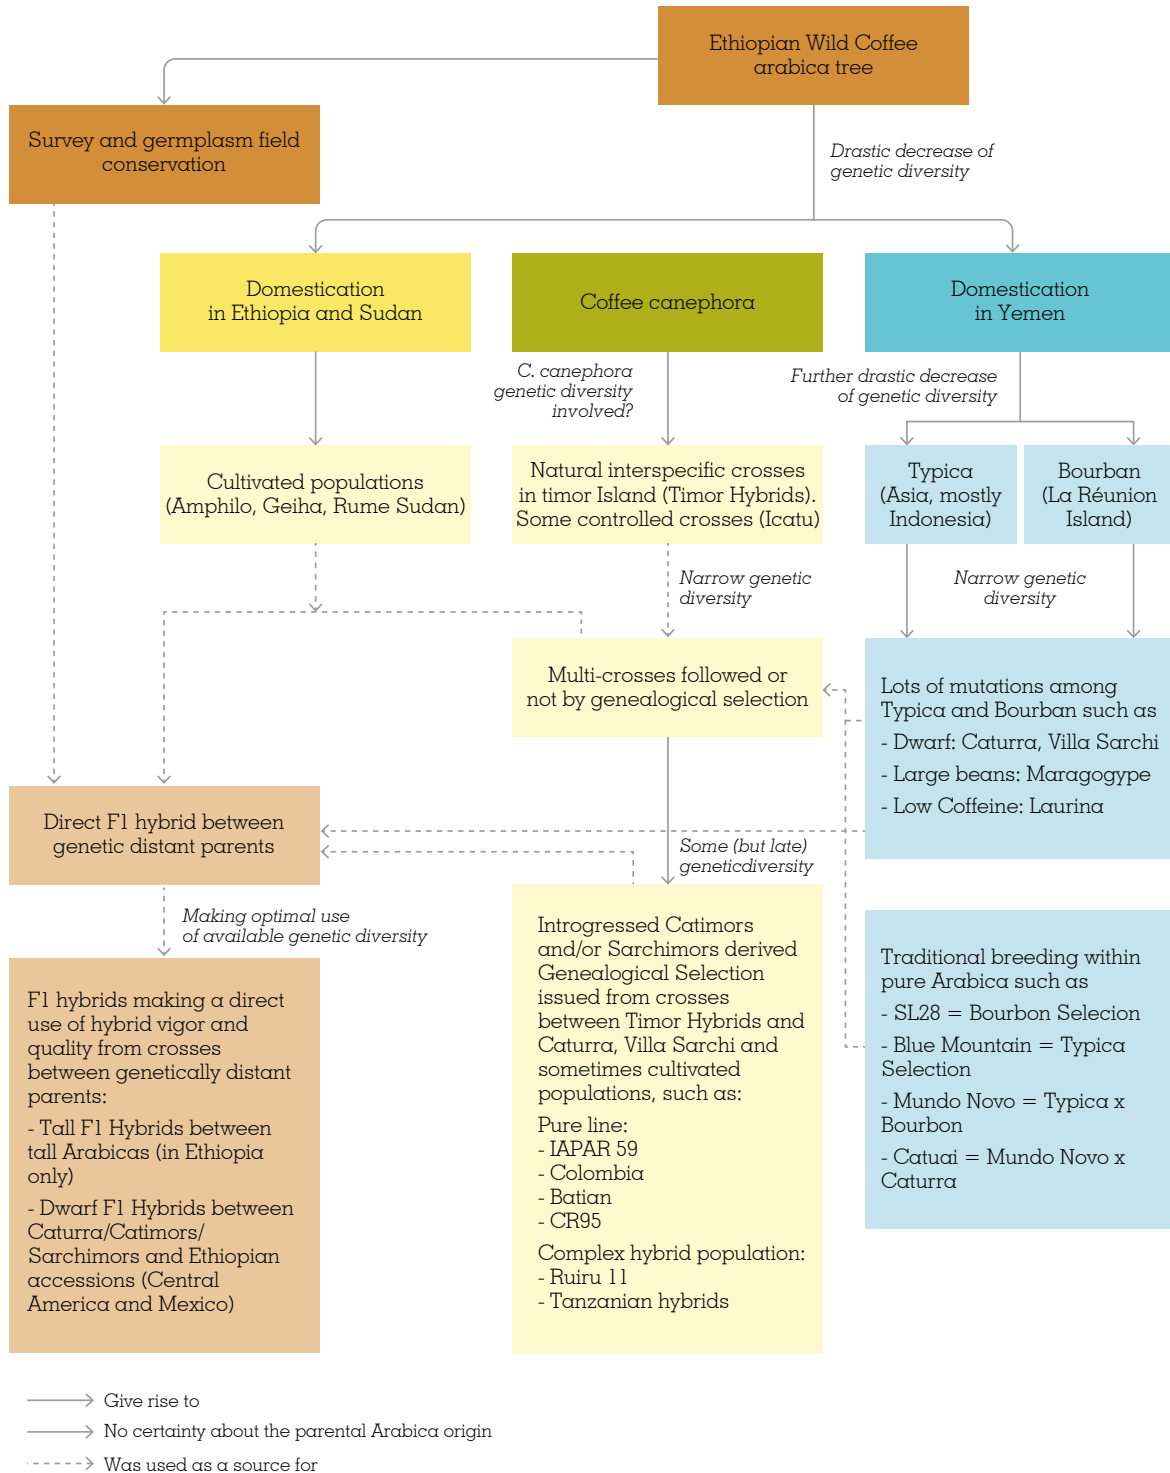 Ethiopian Wild Coffee
arabica tree
Survey and germplasm field
conservation
Drastic decrease of
genetic diversity
Domestication
in Ethiopia and Sudan
Coffee canephora
Domestication
in Yemen
C. canephora
genetic diversity
involved?
Further drastic decrease
of genetic diversity
Cultivated populations
(Amphilo, Geiha, Rume Sudan)
Natural interspecific crosses
in timor Island (Timor Hybrids).
Some controlled crosses (Icatu)
Typica
(Asia, mostly
Indonesia)
Bourban
(La Réunion
Island)
Narrow genetic
diversity
Narrow genetic
diversity
Multi-crosses followed or
not by genealogical selection
Lots of mutations among
Typica and Bourban such as
- Dwarf: Caturra, Villa Sarchi
- Large beans: Maragogype
- Low Coffeine: Laurina
Direct F1 hybrid between
genetic distant parents
Some (but late)
geneticdiversity
Making optimal use
of available genetic diversity
F1 hybrids making a direct
use of hybrid vigor and
quality from crosses
between genetically distant
parents:
- Tall F1 Hybrids between
tall Arabicas (in Ethiopia
only)
- Dwarf F1 Hybrids between
Caturra/Catimors/
Sarchimors and Ethiopian
accessions (Central
America and Mexico)
Introgressed Catimors
and/or Sarchimors derived
Genealogical Selection
issued from crosses
between Timor Hybrids and
Caturra, Villa Sarchi and
sometimes cultivated
populations, such as:
Pure line:
- IAPAR 59
- Colombia
- Batian
- CR95
Complex hybrid population:
- Ruiru 11
- Tanzanian hybrids
Traditional breeding within
pure Arabica such as
- SL28 = Bourbon Selecion
- Blue Mountain = Typica
Selection
- Mundo Novo = Typica x
Bourbon
- Catuai = Mundo Novo x
Caturra
Give rise to
No certainty about the parental Arabica origin
Was used as a source for